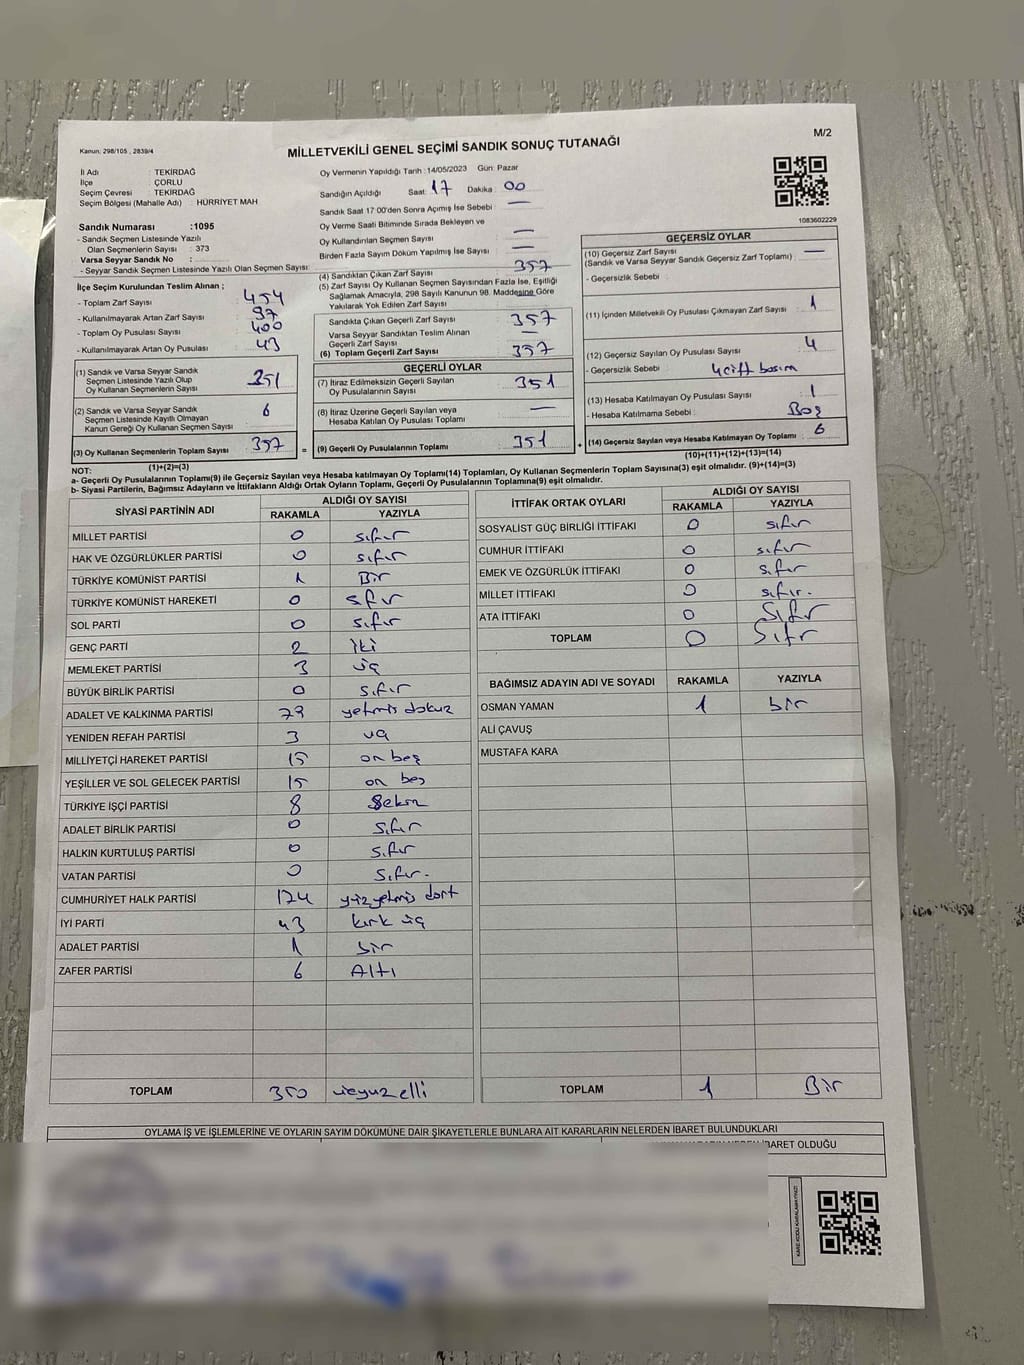 M/2
Kanun: 298/105 , 2839/4
MİLLETVEKİLİ GENEL SEÇİMİ SANDIK SONUÇ TUTANAĞI
İl Adı : TEKİRDAĞ
İlçe : ÇORLU
Seçim Çevresi : TEKİRDAĞ
Seçim Bölgesi (Mahalle Adı) : HÜRRİYET MAH
Sandık Numarası :1095
- Sandık Seçmen Listesinde Yazılı
Olan Seçmenlerin Sayısı : 373
Varsa Seyyar Sandık No :
- Seyyar Sandık Seçmen Listesinde Yazılı Olan Seçmen Sayısı:
İlçe Seçim Kurulundan Teslim Alınan ;
- Toplam Zarf Sayısı : 454
- Kullanılmayarak Artan Zarf Sayısı : 97
- Toplam Oy Pusulası Sayısı : 400
- Kullanılmayarak Artan Oy Pusulası : 43
(1) Sandık ve Varsa Seyyar Sandık
Seçmen Listesinde Yazılı Olup
Oy Kullanan Seçmenlerin Sayısı 351
(2) Sandık ve Varsa Seyyar Sandık
Seçmen Listelerinde Kayıtlı Olmayan
Kanun Gereği Oy Kullanan Seçmen Sayısı 6
(3) Oy Kullanan Seçmenlerin Toplam Sayısı 357
(1)+(2)=(3)
Oy Vermenin Yapıldığı Tarih : 14/05/2023 Gün: Pazar
Sandığın Açıldığı Saat: 17 Dakika : 00
Sandık Saat 17:00'den Sonra Açımış İse Sebebi : —
Oy Verme Saati Bitiminde Sırada Bekleyen ve
Oy Kullandırılan Seçmen Sayısı : —
Birden Fazla Sayım Döküm Yapılmış İse Sayısı : —
(4) Sandıktan Çıkan Zarf Sayısı : 357
(5) Zarf Sayısı Oy Kullanan Seçmen Sayısından Fazla İse, Eşitliği
Sağlamak Amacıyla, 298 Sayılı Kanunun 98. Maddesine Göre
Yakılarak Yok Edilen Zarf Sayısı : —
Sandıkta Çıkan Geçerli Zarf Sayısı : 357
Varsa Seyyar Sandıktan Teslim Alınan
Geçerli Zarf Sayısı : —
(6) Toplam Geçerli Zarf Sayısı : 357
GEÇERLİ OYLAR
(7) İtiraz Edilmeksizin Geçerli Sayılan
Oy Pusulalarının Sayısı : 351
(8) İtiraz Üzerine Geçerli Sayılan veya
Hesaba Katılan Oy Pusulası Toplamı : —
= (9) Geçerli Oy Pusulalarının Toplamı : 351 +
1083602229
GEÇERSİZ OYLAR
(10) Geçersiz Zarf Sayısı
(Sandık ve Varsa Seyyar Sandık Geçersiz Zarf Toplamı) : —
- Geçersizlik Sebebi :
(11) İçinden Milletvekili Oy Pusulası Çıkmayan Zarf Sayısı : 1
(12) Geçersiz Sayılan Oy Pusulası Sayısı : 4
- Geçersizlik Sebebi : 4 çift basım
(13) Hesaba Katılmayan Oy Pusulası Sayısı : 1
- Hesaba Katılmama Sebebi : Boş
(14) Geçersiz Sayılan veya Hesaba Katılmayan Oy Toplamı : 6
(10)+(11)+(12)+(13)=(14)
NOT:
a- Geçerli Oy Pusulalarının Toplamı(9) ile Geçersiz Sayılan veya Hesaba katılmayan Oy Toplamı(14) Toplamları, Oy Kullanan Seçmenlerin Toplam Sayısına(3) eşit olmalıdır. (9)+(14)=(3)
b- Siyasi Partilerin, Bağımsız Adayların ve İttifakların Aldığı Ortak Oyların Toplamı, Geçerli Oy Pusulalarının Toplamına(9) eşit olmalıdır.
SİYASİ PARTİNİN ADI ALDIĞI OY SAYISI
RAKAMLA YAZIYLA
MİLLET PARTİSİ 0 sıfır
HAK VE ÖZGÜRLÜKLER PARTİSİ 0 sıfır
TÜRKİYE KOMÜNİST PARTİSİ 1 Bir
TÜRKİYE KOMÜNİST HAREKETİ 0 sıfır
SOL PARTİ 0 sıfır
GENÇ PARTİ 2 iki
MEMLEKET PARTİSİ 3 üç
BÜYÜK BİRLİK PARTİSİ 0 sıfır
ADALET VE KALKINMA PARTİSİ 79 yetmis dokuz
YENİDEN REFAH PARTİSİ 3 üç
MİLLİYETÇİ HAREKET PARTİSİ 15 on beş
YEŞİLLER VE SOL GELECEK PARTİSİ 15 on beş
TÜRKİYE İŞÇİ PARTİSİ 8 Sekiz
ADALET BİRLİK PARTİSİ 0 sıfır
HALKIN KURTULUŞ PARTİSİ 0 sıfır
VATAN PARTİSİ 0 sıfır.
CUMHURİYET HALK PARTİSİ 174 yüzyetmis dört
İYİ PARTİ 43 kırk üç
ADALET PARTİSİ 1 bir
ZAFER PARTİSİ 6 Altı
TOPLAM 350 üçyuz elli
İTTİFAK ORTAK OYLARI ALDIĞI OY SAYISI
RAKAMLA YAZIYLA
SOSYALİST GÜÇ BİRLİĞİ İTTİFAKI 0 sıfır
CUMHUR İTTİFAKI 0 sıfır
EMEK VE ÖZGÜRLÜK İTTİFAKI 0 sıfır
MİLLET İTTİFAKI 0 sıfır.
ATA İTTİFAKI 0 Sıfır
TOPLAM 0 Sıfır
BAĞIMSIZ ADAYIN ADI VE SOYADI RAKAMLA YAZIYLA
OSMAN YAMAN 1 bir
ALİ ÇAVUŞ
MUSTAFA KARA
TOPLAM 1 Bir
OYLAMA İŞ VE İŞLEMLERİNE VE OYLARIN SAYIM DÖKÜMÜNE DAİR ŞİKAYETLERLE BUNLARA AİT KARARLARIN NELERDEN İBARET BULUNDUKLARI
İBARET OLDUĞU